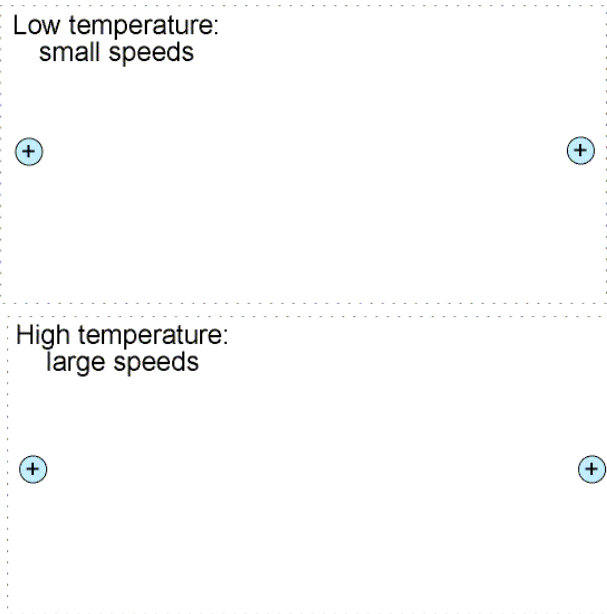 Low temperature:
small speeds
+ +
High temperature:
large speeds
+ +